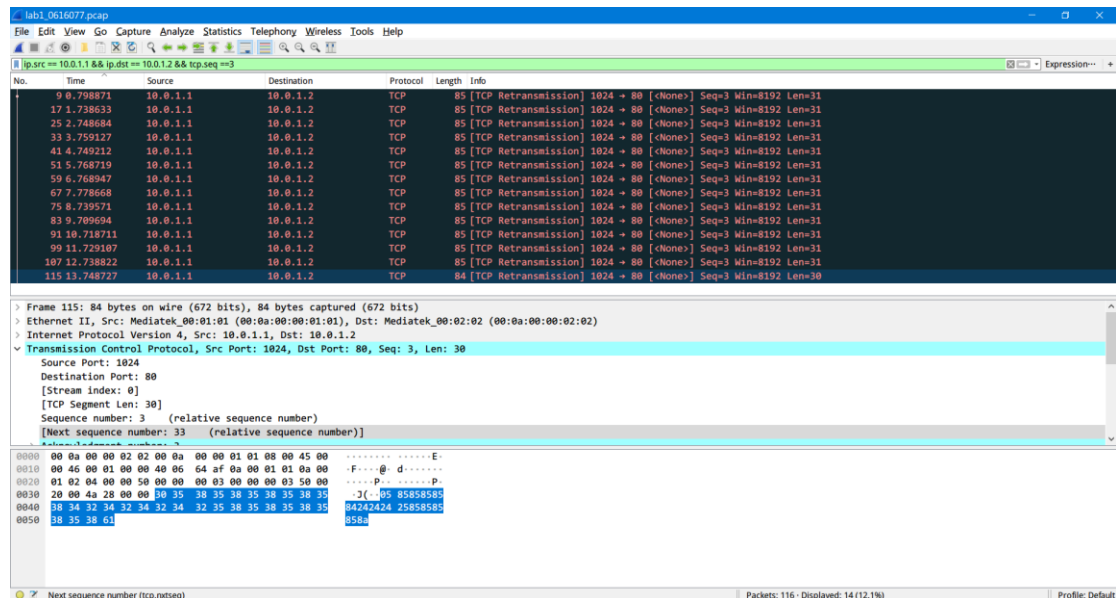 lab1_0616077.pcap
File Edit View Go Capture Analyze Statistics Telephony Wireless Tools Help
ip.src == 10.0.1.1 && ip.dst == 10.0.1.2 && tcp.seq ==3 Expression… +
No. Time Source Destination Protocol Length Info
9 0.798871 10.0.1.1 10.0.1.2 TCP 85 [TCP Retransmission] 1024 → 80 [<None>] Seq=3 Win=8192 Len=31
17 1.738633 10.0.1.1 10.0.1.2 TCP 85 [TCP Retransmission] 1024 → 80 [<None>] Seq=3 Win=8192 Len=31
25 2.748684 10.0.1.1 10.0.1.2 TCP 85 [TCP Retransmission] 1024 → 80 [<None>] Seq=3 Win=8192 Len=31
33 3.759127 10.0.1.1 10.0.1.2 TCP 85 [TCP Retransmission] 1024 → 80 [<None>] Seq=3 Win=8192 Len=31
41 4.749212 10.0.1.1 10.0.1.2 TCP 85 [TCP Retransmission] 1024 → 80 [<None>] Seq=3 Win=8192 Len=31
51 5.768719 10.0.1.1 10.0.1.2 TCP 85 [TCP Retransmission] 1024 → 80 [<None>] Seq=3 Win=8192 Len=31
59 6.768947 10.0.1.1 10.0.1.2 TCP 85 [TCP Retransmission] 1024 → 80 [<None>] Seq=3 Win=8192 Len=31
67 7.778668 10.0.1.1 10.0.1.2 TCP 85 [TCP Retransmission] 1024 → 80 [<None>] Seq=3 Win=8192 Len=31
75 8.739571 10.0.1.1 10.0.1.2 TCP 85 [TCP Retransmission] 1024 → 80 [<None>] Seq=3 Win=8192 Len=31
83 9.709694 10.0.1.1 10.0.1.2 TCP 85 [TCP Retransmission] 1024 → 80 [<None>] Seq=3 Win=8192 Len=31
91 10.718711 10.0.1.1 10.0.1.2 TCP 85 [TCP Retransmission] 1024 → 80 [<None>] Seq=3 Win=8192 Len=31
99 11.729107 10.0.1.1 10.0.1.2 TCP 85 [TCP Retransmission] 1024 → 80 [<None>] Seq=3 Win=8192 Len=31
107 12.738822 10.0.1.1 10.0.1.2 TCP 85 [TCP Retransmission] 1024 → 80 [<None>] Seq=3 Win=8192 Len=31
115 13.748727 10.0.1.1 10.0.1.2 TCP 84 [TCP Retransmission] 1024 → 80 [<None>] Seq=3 Win=8192 Len=30
> Frame 115: 84 bytes on wire (672 bits), 84 bytes captured (672 bits)
> Ethernet II, Src: Mediatek_00:01:01 (00:0a:00:00:01:01), Dst: Mediatek_00:02:02 (00:0a:00:00:02:02)
> Internet Protocol Version 4, Src: 10.0.1.1, Dst: 10.0.1.2
Transmission Control Protocol, Src Port: 1024, Dst Port: 80, Seq: 3, Len: 30
Source Port: 1024
Destination Port: 80
[Stream index: 0]
[TCP Segment Len: 30]
Sequence number: 3 (relative sequence number)
[Next sequence number: 33 (relative sequence number)]
0000 00 0a 00 00 02 02 00 0a 00 00 01 01 08 00 45 00 ········ ······E·
0010 00 46 00 01 00 00 40 06 64 af 0a 00 01 01 0a 00 ·F····@· d·······
0020 01 02 04 00 00 50 00 00 00 03 00 00 00 03 50 00 ·····P·· ······P·
0030 20 00 4a 28 00 00 30 35 38 35 38 35 38 35 38 35 ·J(··05 85858585
0040 38 34 32 34 32 34 32 34 32 35 38 35 38 35 38 35 84242424 25858585
0050 38 35 38 61 858a
Next sequence number (tcp.nxtseq) Packets: 116 · Displayed: 14 (12.1%) Profile: Default